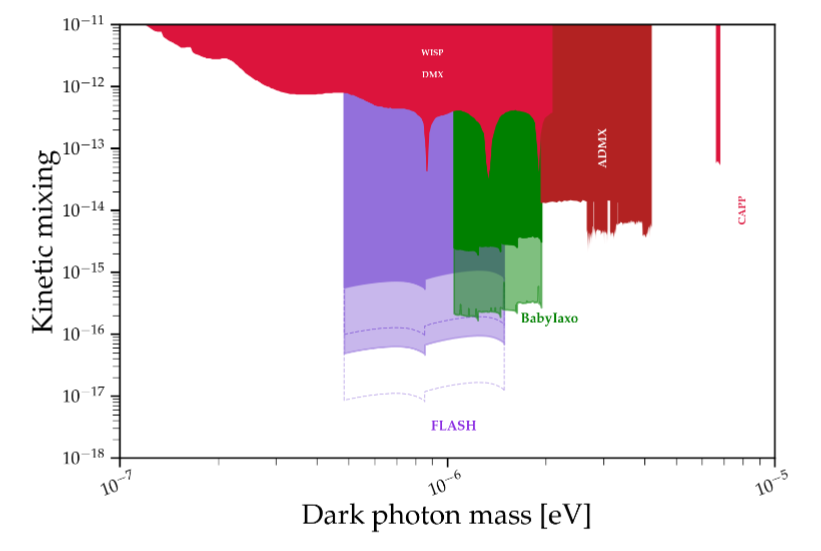 10⁻¹¹
10⁻¹²
10⁻¹³
10⁻¹⁴
10⁻¹⁵
10⁻¹⁶
10⁻¹⁷
10⁻¹⁸
Kinetic mixing
WISP
DMX
ADMX
CAPP
BabyIaxo
FLASH
10⁻⁷
10⁻⁶
10⁻⁵
Dark photon mass [eV]